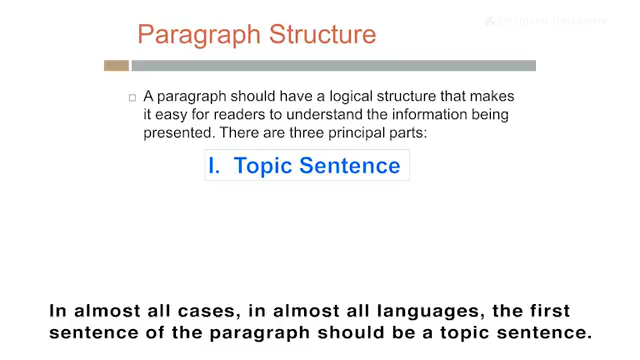 Paragraph Structure
A paragraph should have a logical structure that makes
it easy for readers to understand the information being
presented. There are three principal parts:
I. Topic Sentence
In almost all cases, in almost all languages, the first
sentence of the paragraph should be a topic sentence.